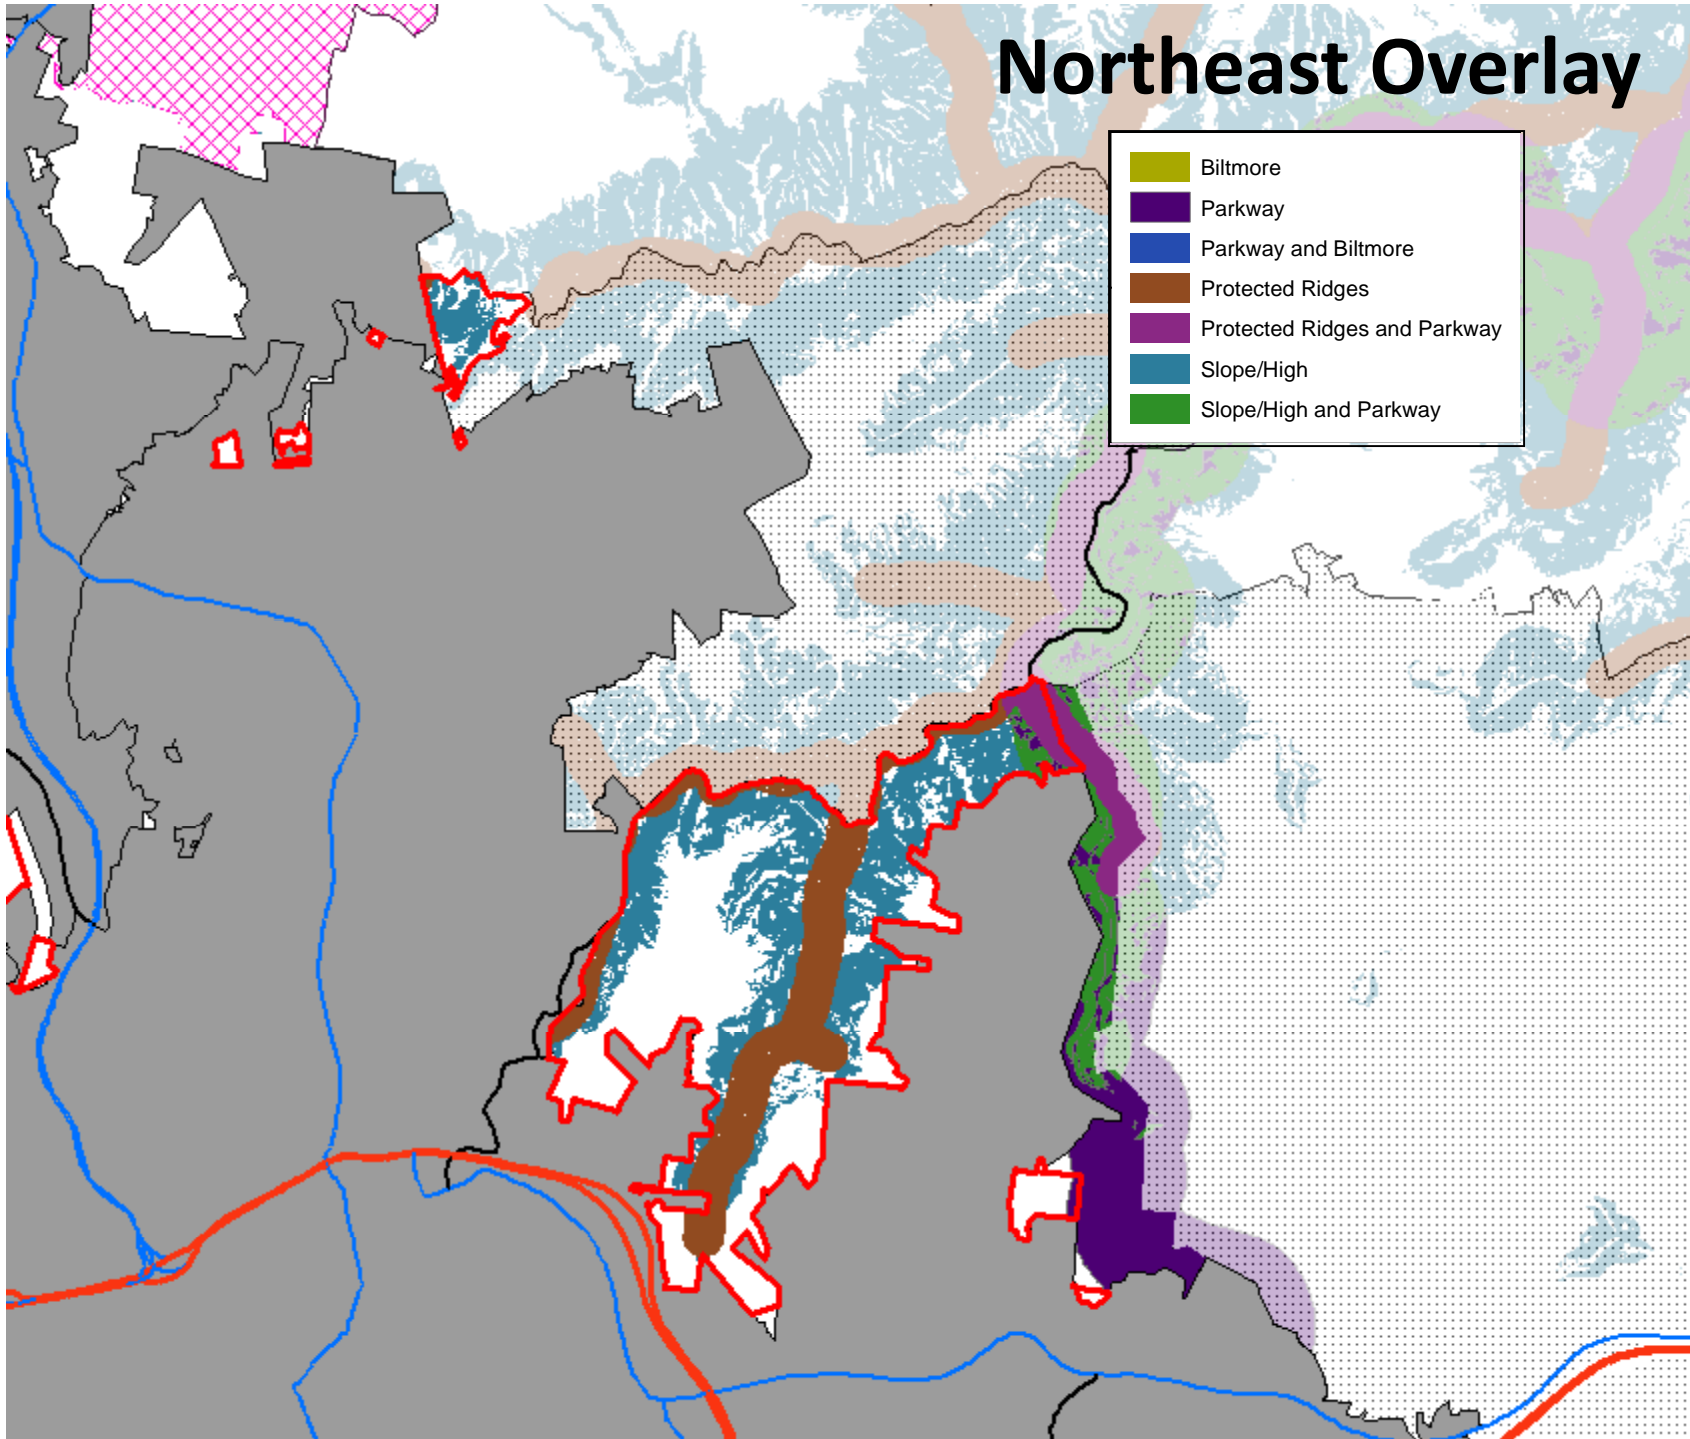 Northeast Overlay
Biltmore
Parkway
Parkway and Biltmore
Protected Ridges
Protected Ridges and Parkway
Slope/High
Slope/High and Parkway